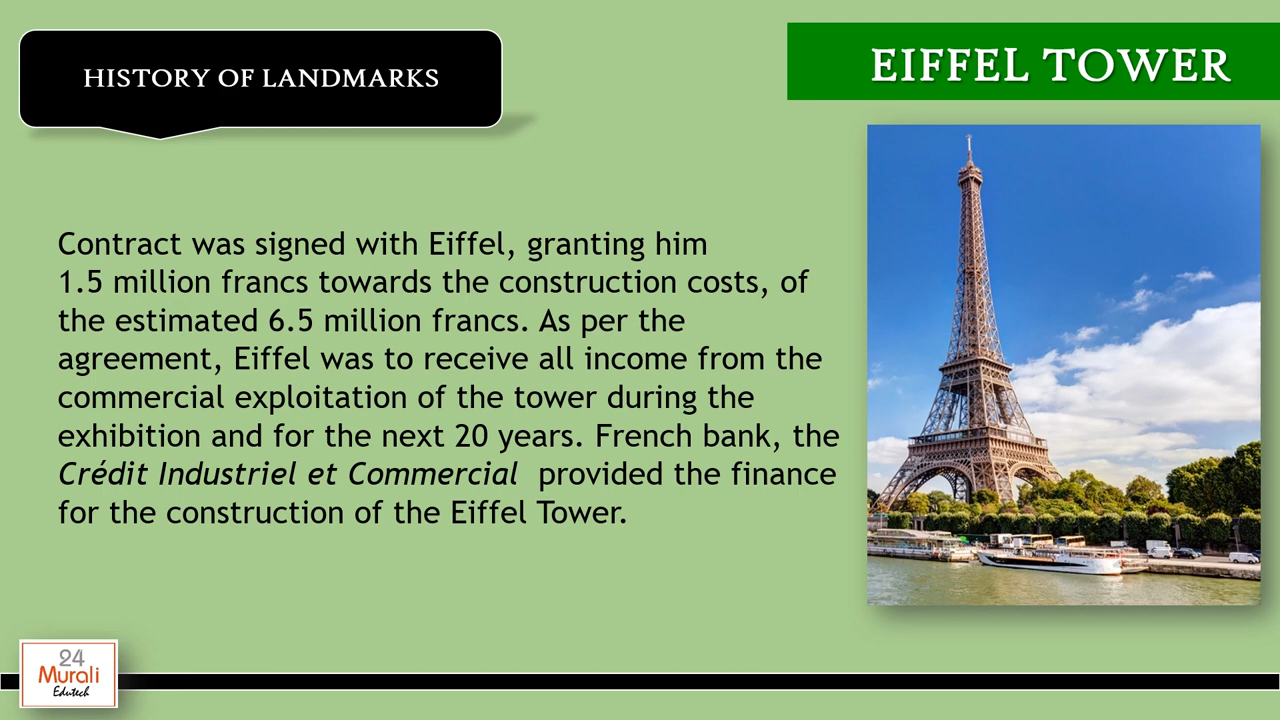 HISTORY OF LANDMARKS
EIFFEL TOWER
Contract was signed with Eiffel, granting him
1.5 million francs towards the construction costs, of
the estimated 6.5 million francs. As per the
agreement, Eiffel was to receive all income from the
commercial exploitation of the tower during the
exhibition and for the next 20 years. French bank, the
Crédit Industriel et Commercial provided the finance
for the construction of the Eiffel Tower.
24
Murali
Edutech